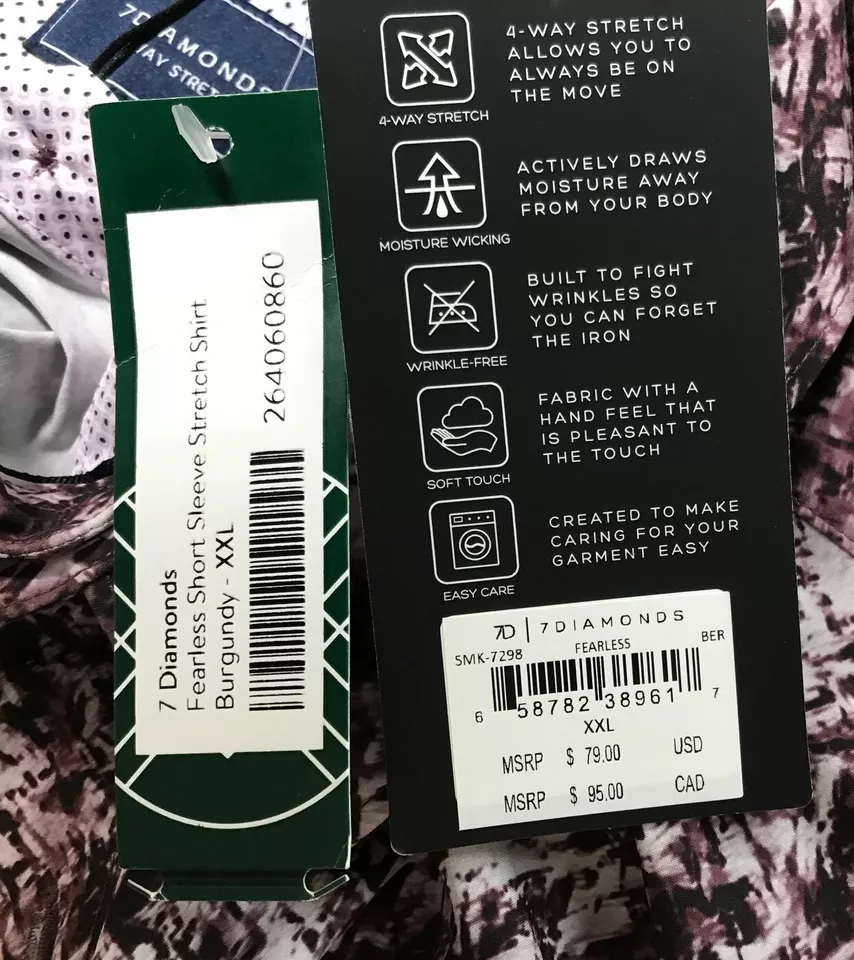 7DIAMONDS
WAY STRETC
7 Diamonds
Fearless Short Sleeve Stretch Shirt
Burgundy - XXL
264060860
4-WAY STRETCH
4-WAY STRETCH
ALLOWS YOU TO
ALWAYS BE ON
THE MOVE
MOISTURE WICKING
ACTIVELY DRAWS
MOISTURE AWAY
FROM YOUR BODY
WRINKLE-FREE
BUILT TO FIGHT
WRINKLES SO
YOU CAN FORGET
THE IRON
SOFT TOUCH
FABRIC WITH A
HAND FEEL THAT
IS PLEASANT TO
THE TOUCH
EASY CARE
CREATED TO MAKE
CARING FOR YOUR
GARMENT EASY
7D | 7DIAMONDS
SMK-7298 FEARLESS BER
6 58782 38961 7
XXL
MSRP $ 79.00 USD
MSRP $ 95.00 CAD